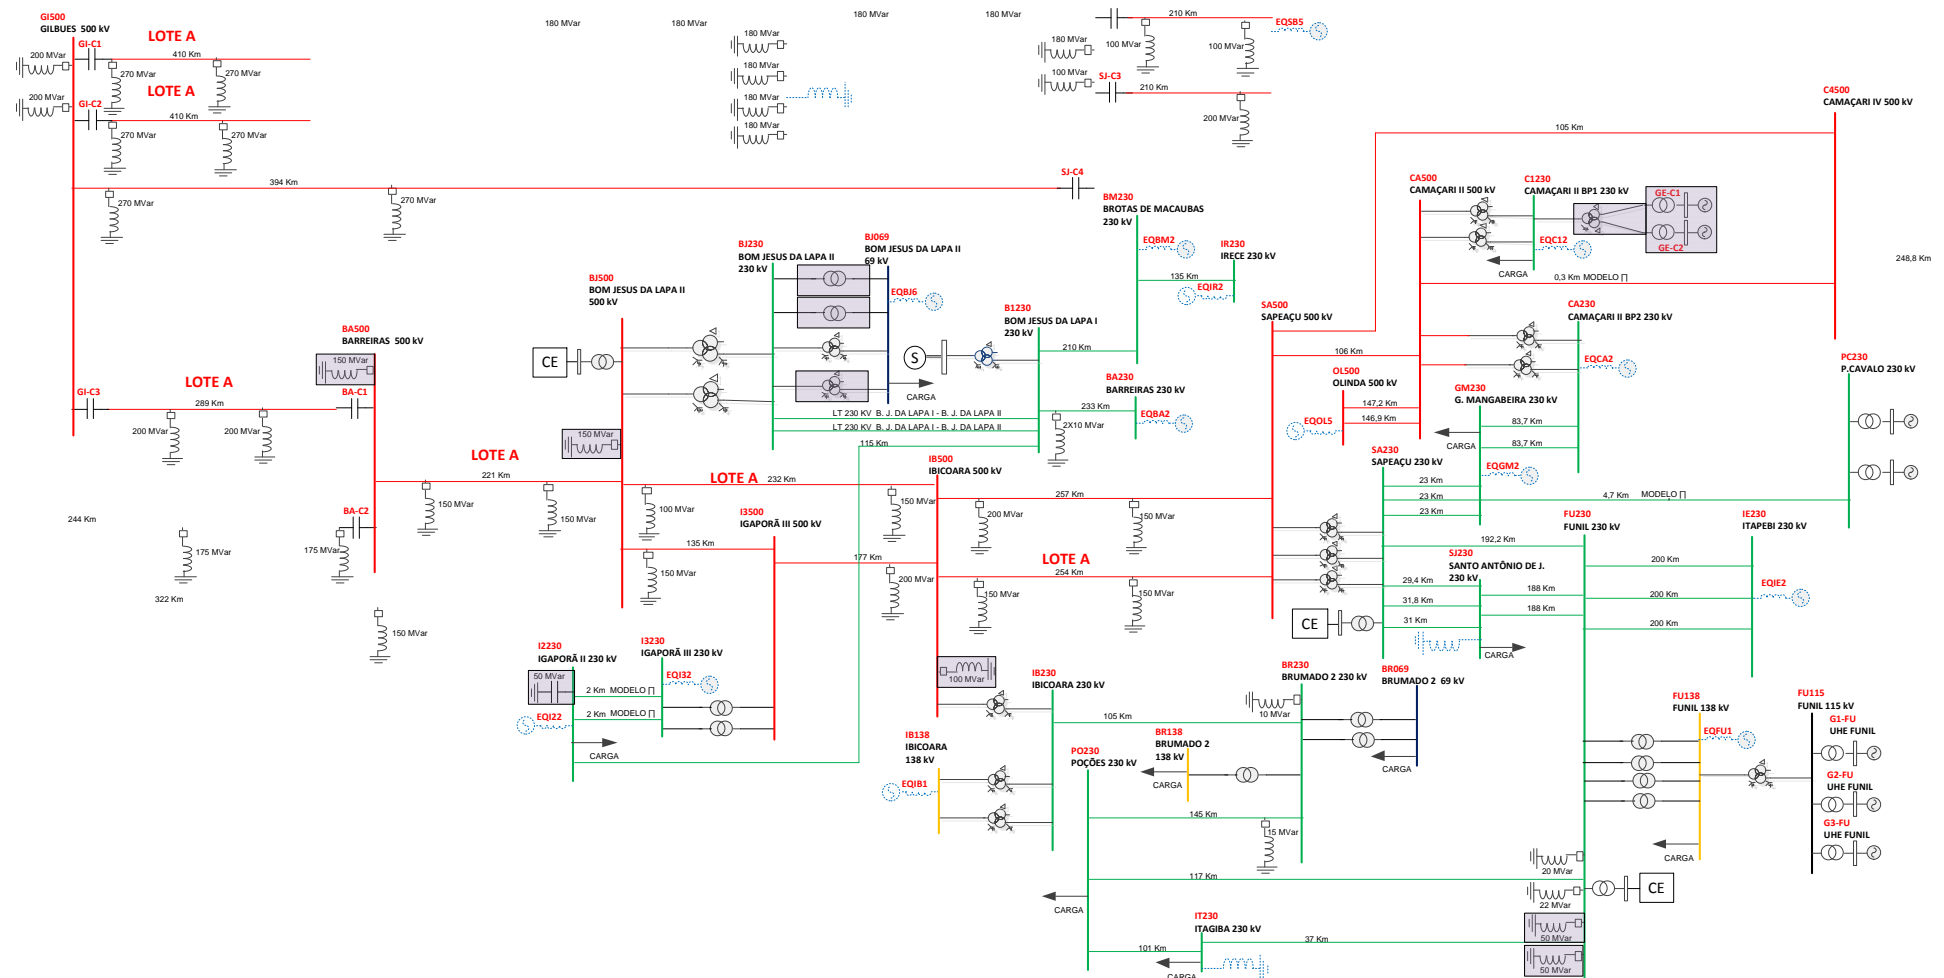 GI500
GILBUES 500 kV
LOTE A
GI-C1
200 MVar
410 Km
270 MVar
270 MVar
LOTE A
200 MVar
GI-C2
410 Km
270 MVar
270 MVar
394 Km
270 MVar
270 MVar
SJ-C4
180 MVar
180 MVar
180 MVar
180 MVar
180 MVar
180 MVar
180 MVar
180 MVar
210 Km
EQSB5
180 MVar
100 MVar
100 MVar
100 MVar
SJ-C3
210 Km
200 MVar
C4500
CAMAÇARI IV 500 kV
105 Km
CA500
CAMAÇARI II 500 kV
C1230
CAMAÇARI II BP1 230 kV
GE-C1
GE-C2
EQC12
CARGA
0,3 Km MODELO ∏
248,8 Km
BM230
BROTAS DE MACAUBAS
230 kV
EQBM2
IR230
IRECE 230 kV
135 Km
EQIR2
BJ230
BOM JESUS DA LAPA II
230 kV
BJ069
BOM JESUS DA LAPA II
69 kV
EQBJ6
BJ500
BOM JESUS DA LAPA II
500 kV
CE
S
B1230
BOM JESUS DA LAPA I
230 kV
210 Km
BA230
BARREIRAS 230 kV
CARGA
LT 230 KV B. J. DA LAPA I - B. J. DA LAPA II
LT 230 KV B. J. DA LAPA I - B. J. DA LAPA II
115 Km
233 Km
2X10 MVar
EQBA2
SA500
SAPEAÇU 500 kV
106 Km
CA230
CAMAÇARI II BP2 230 kV
EQCA2
OL500
OLINDA 500 kV
147,2 Km
146,9 Km
EQOL5
GM230
G. MANGABEIRA 230 kV
83,7 Km
83,7 Km
CARGA
EQGM2
PC230
P.CAVALO 230 kV
BA500
BARREIRAS 500 kV
150 MVar
GI-C3
LOTE A
289 Km
BA-C1
200 MVar
200 MVar
LOTE A
221 Km
150 MVar
150 MVar
150 MVar
BA-C2
244 Km
175 MVar
175 MVar
322 Km
150 MVar
LOTE A
232 Km
100 MVar
150 MVar
IB500
IBICOARA 500 kV
I3500
IGAPORÃ III 500 kV
135 Km
150 MVar
177 Km
200 MVar
257 Km
200 MVar
150 MVar
LOTE A
254 Km
150 MVar
150 MVar
SA230
SAPEAÇU 230 kV
23 Km
23 Km
23 Km
4,7 Km MODELO ∏
192,2 Km
SJ230
SANTO ANTÔNIO DE J.
230 kV
29,4 Km
31,8 Km
31 Km
188 Km
188 Km
CE
CARGA
FU230
FUNIL 230 kV
IE230
ITAPEBI 230 kV
200 Km
200 Km
200 Km
EQIE2
I2230
IGAPORÃ II 230 kV
50 MVar
EQI22
I3230
IGAPORÃ III 230 kV
EQI32
2 Km MODELO ∏
2 Km MODELO ∏
CARGA
100 MVar
IB230
IBICOARA 230 kV
IB138
IBICOARA
138 kV
EQIB1
105 Km
BR230
BRUMADO 2 230 kV
10 MVar
BR069
BRUMADO 2 69 kV
CARGA
PO230
POÇÕES 230 kV
BR138
BRUMADO 2
138 kV
CARGA
145 Km
15 MVar
117 Km
CARGA
IT230
ITAGIBA 230 kV
101 Km
37 Km
CARGA
FU138
FUNIL 138 kV
EQFU1
CARGA
FU115
FUNIL 115 kV
G1-FU
UHE FUNIL
G2-FU
UHE FUNIL
G3-FU
UHE FUNIL
20 MVar
22 MVar
CE
50 MVar
50 MVar